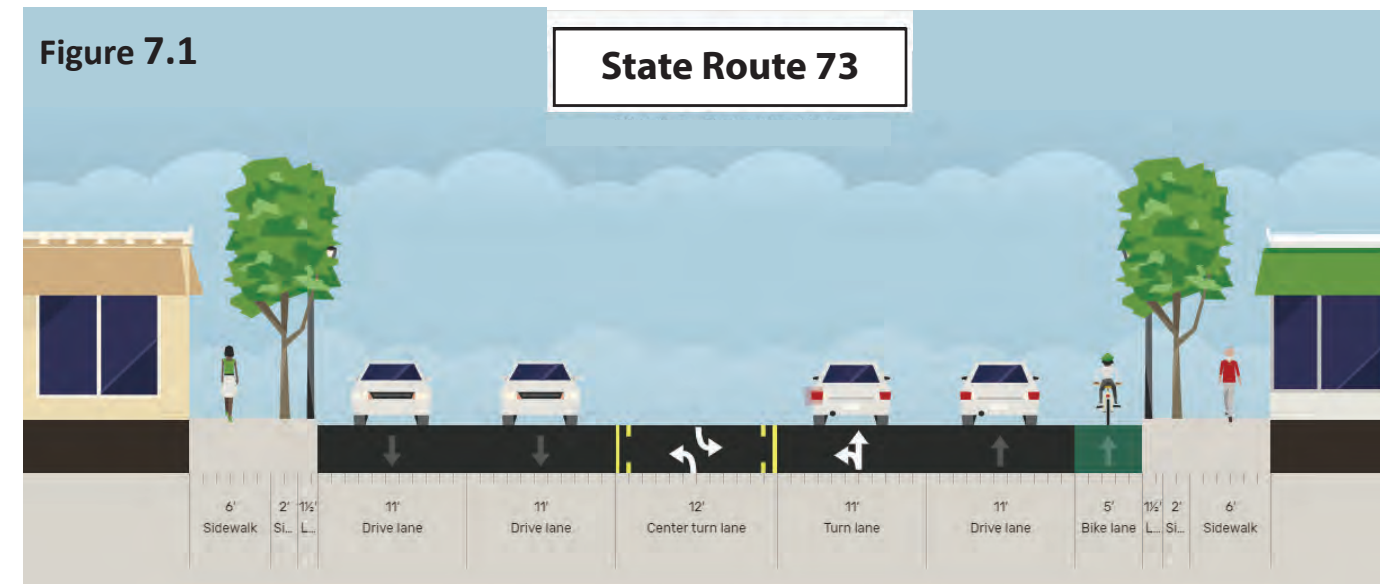 Figure 7.1
State Route 73
6' 2' 1½' 11' 11' 12' 11' 11' 5' 1½' 2' 6'
Sidewalk Si... L... Drive lane Drive lane Center turn lane Turn lane Drive lane Bike lane L... Si... Sidewalk